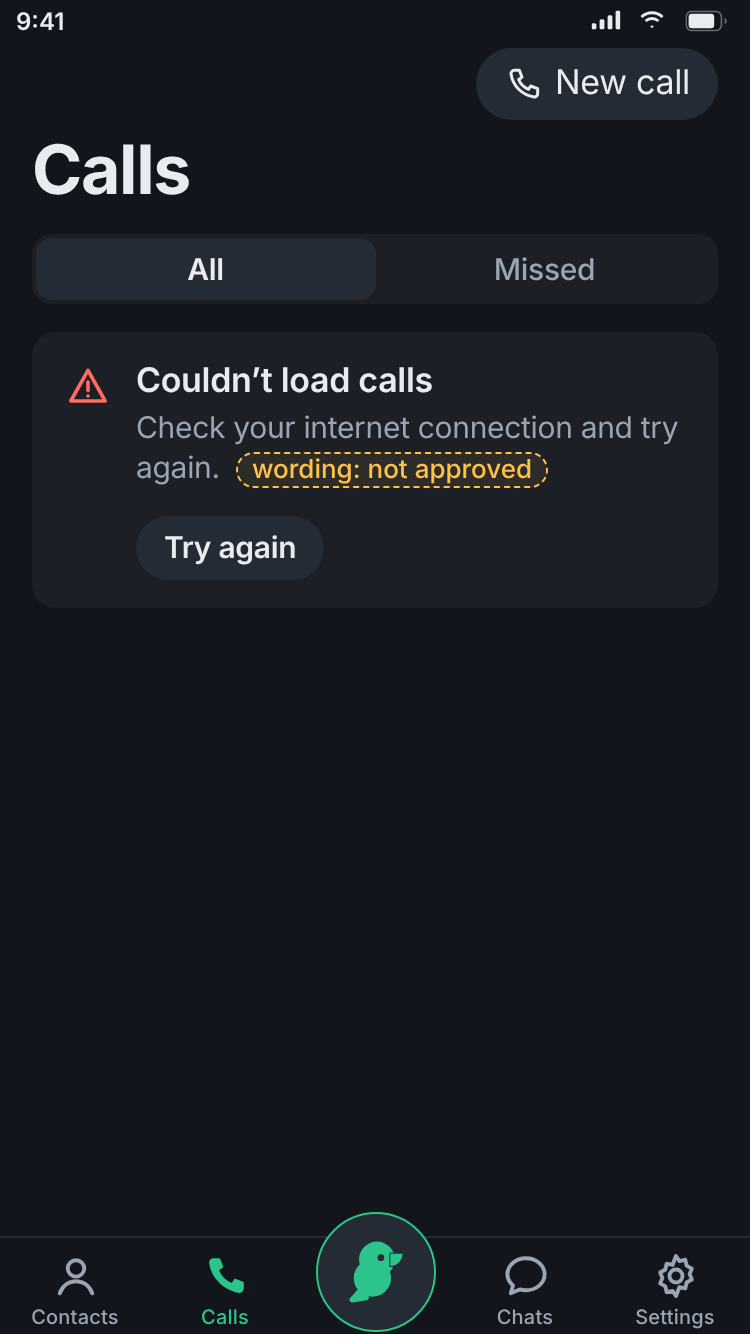 9:41
New call
Calls
All
Missed
Couldn’t load calls
Check your internet connection and try
again. wording: not approved
Try again
Contacts
Calls
Chats
Settings